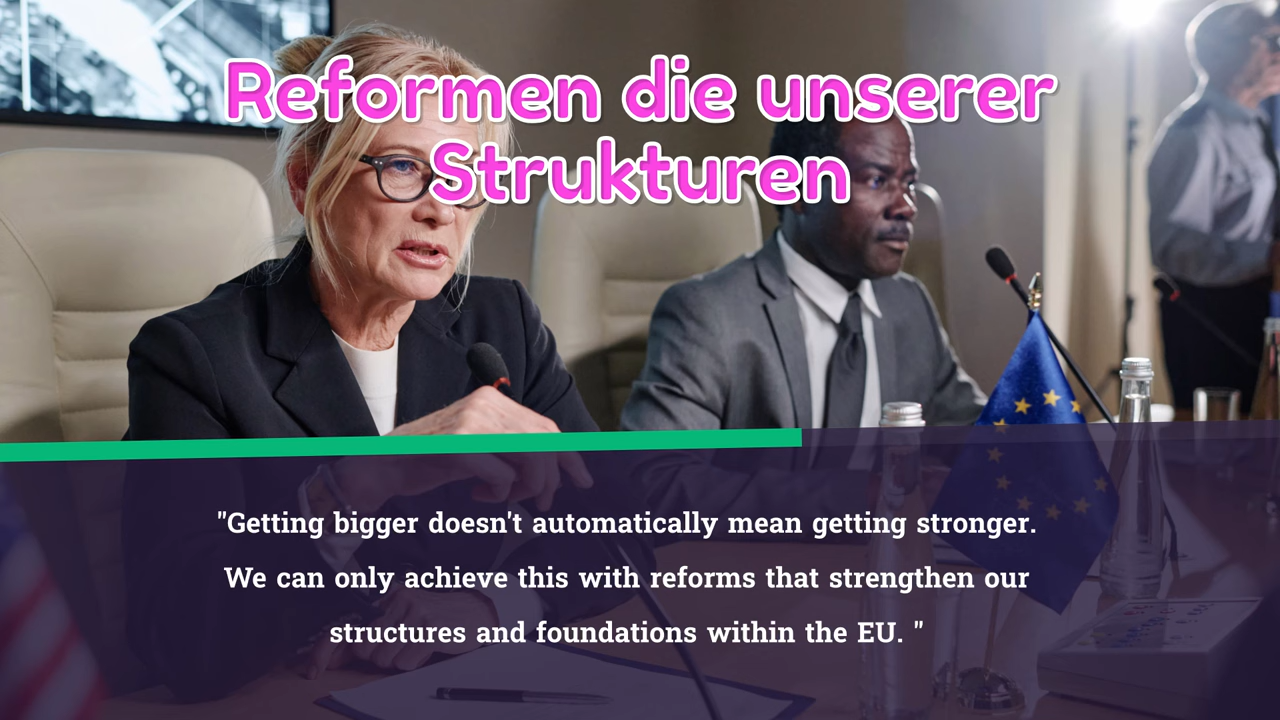 Reformen die unserer
Strukturen
"Getting bigger doesn't automatically mean getting stronger.
We can only achieve this with reforms that strengthen our
structures and foundations within the EU. "